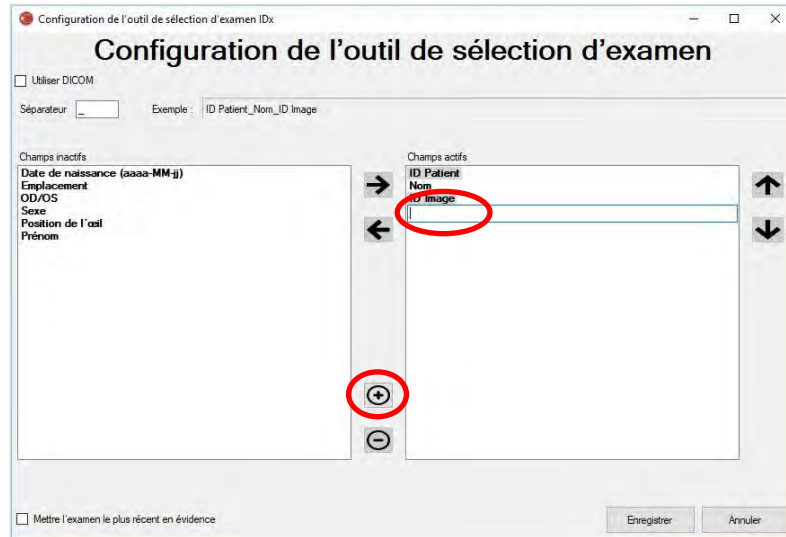 Configuration de l'outil de sélection d'examen IDx
Configuration de l'outil de sélection d'examen
Utiliser DICOM
Séparateur _ Exemple : ID Patient_Nom_ID Image
Champs inactifs
Date de naissance (aaaa-MM-jj)
Emplacement
OD/OS
Sexe
Position de l'œil
Prénom
Champs actifs
ID Patient
Nom
ID Image
Mettre l'examen le plus récent en évidence
Enregistrer
Annuler